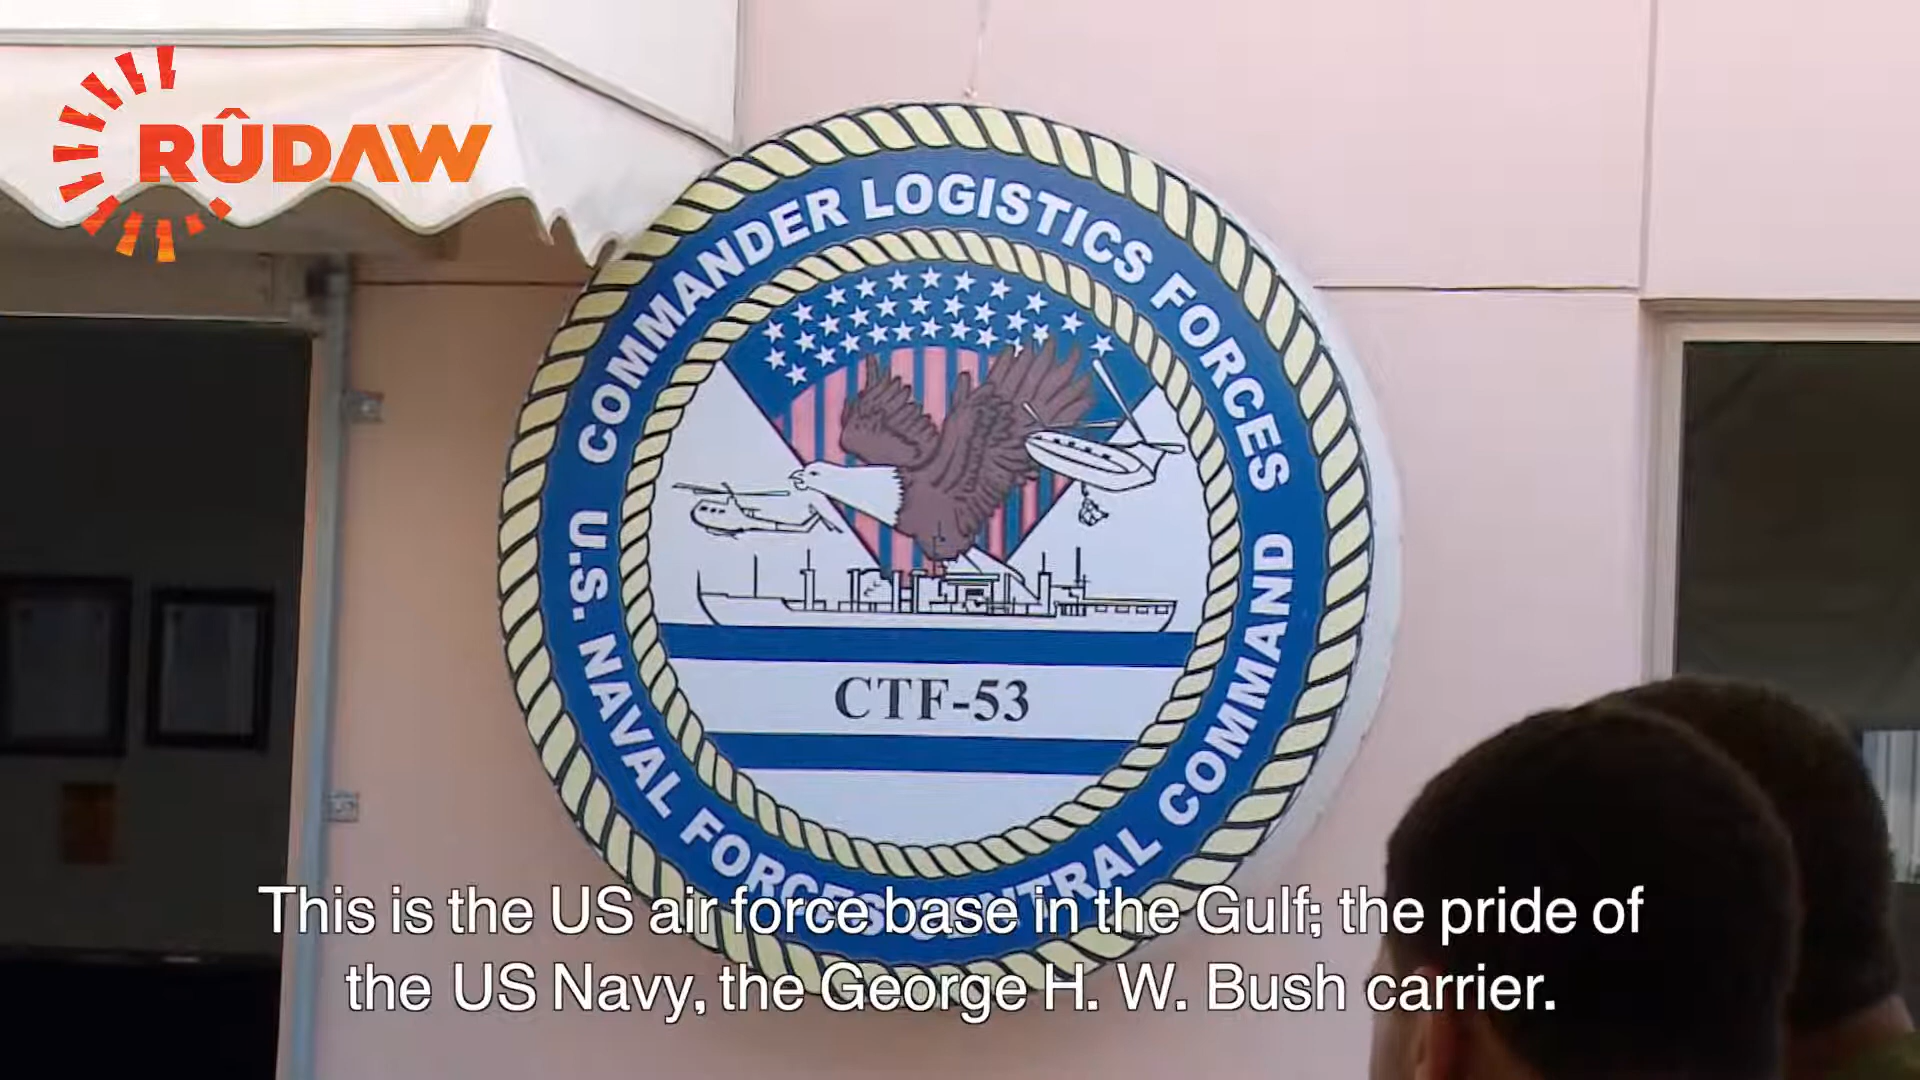 RÛDAW
COMMANDER LOGISTICS FORCES
U.S. NAVAL FORCES CENTRAL COMMAND
CTF-53
This is the US air force base in the Gulf; the pride of
the US Navy, the George H. W. Bush carrier.